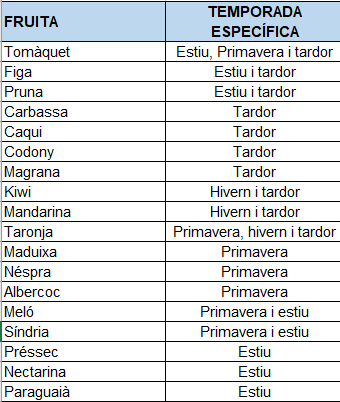 FRUITA TEMPORADA
ESPECÍFICA
Tomàquet Estiu, Primavera i tardor
Figa Estiu i tardor
Pruna Estiu i tardor
Carbassa Tardor
Caqui Tardor
Codony Tardor
Magrana Tardor
Kiwi Hivern i tardor
Mandarina Hivern i tardor
Taronja Primavera, hivern i tardor
Maduixa Primavera
Néspra Primavera
Albercoc Primavera
Meló Primavera i estiu
Síndria Primavera i estiu
Préssec Estiu
Nectarina Estiu
Paraguaià Estiu